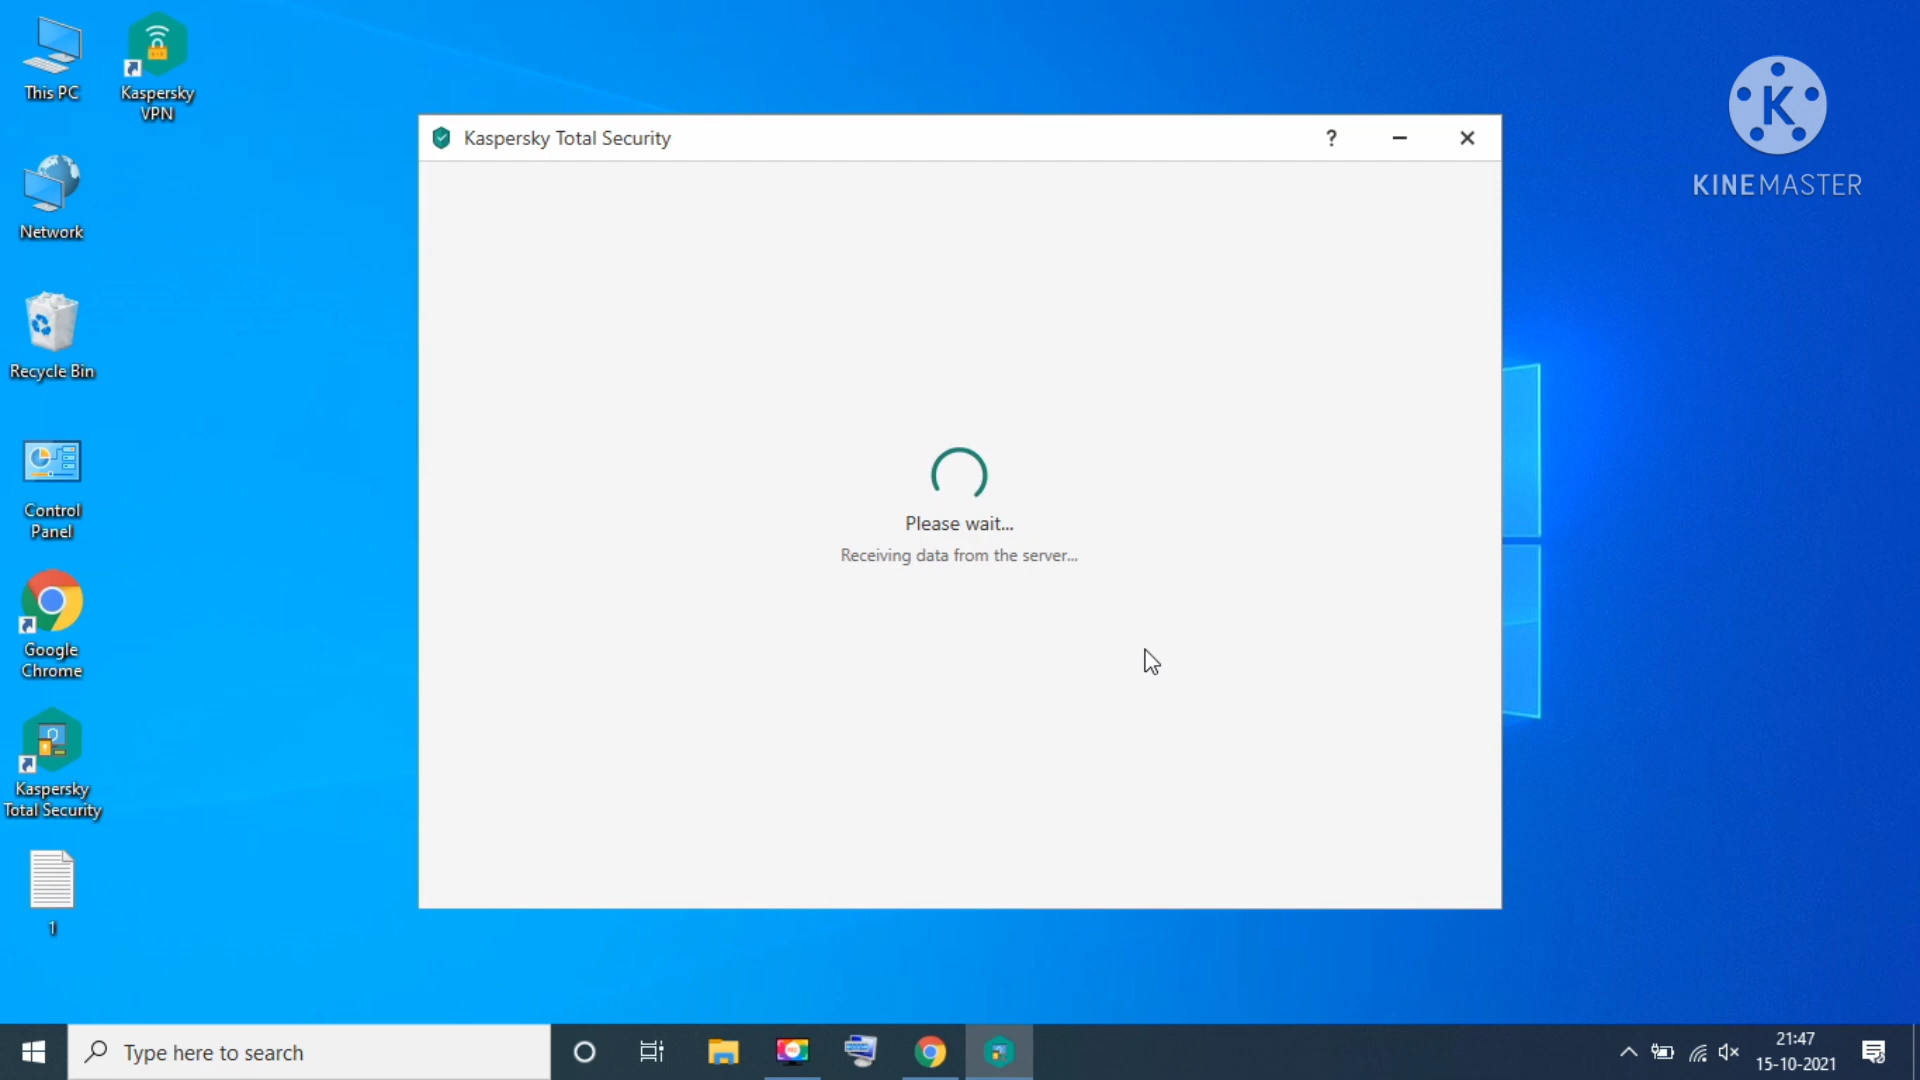 This PC
Kaspersky
VPN
Network
Recycle Bin
Control
Panel
Google
Chrome
Kaspersky
Total Security
1
Kaspersky Total Security
?
Please wait...
Receiving data from the server...
K
KINEMASTER
Type here to search
21:47
15-10-2021